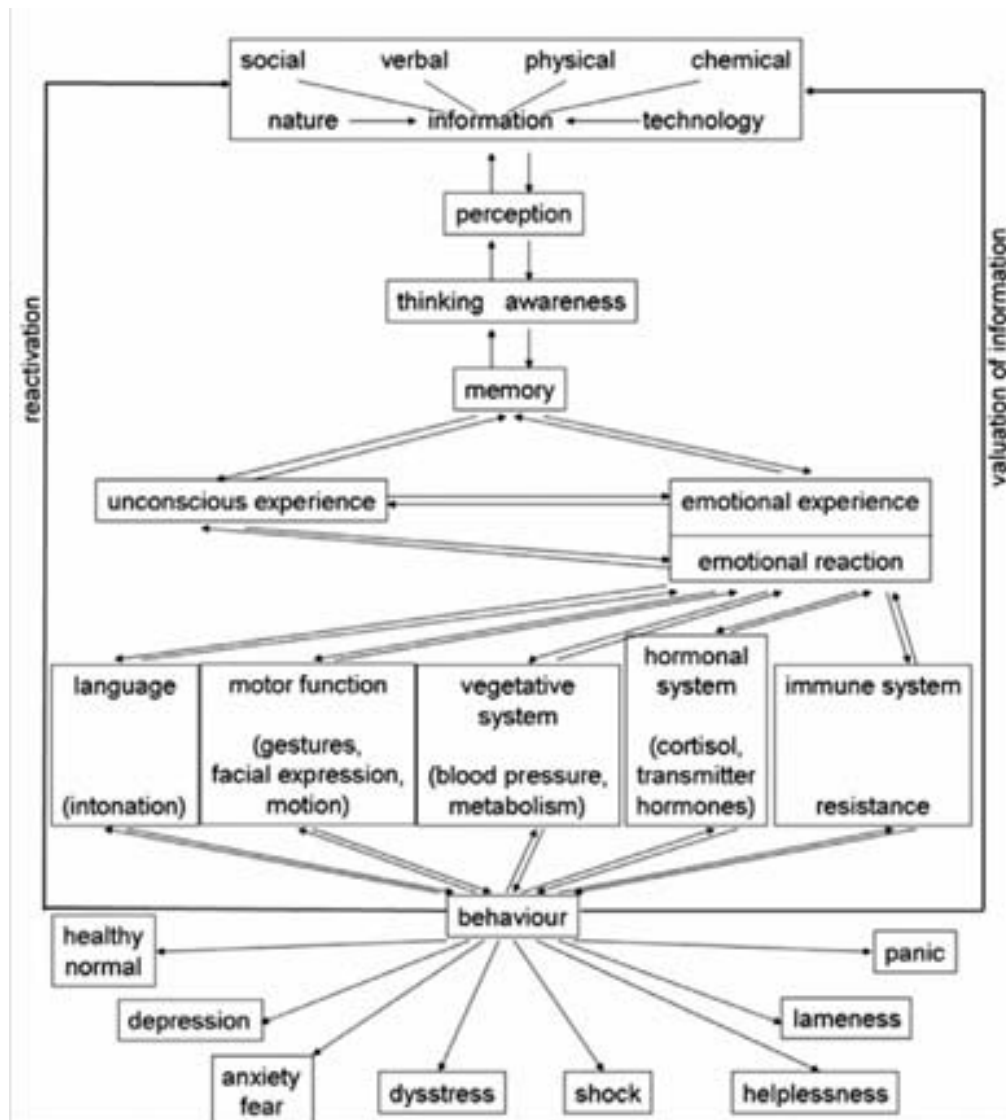 social verbal physical chemical
nature information technology
perception
thinking awareness
memory
reactivation
valuation of information
unconscious experience
emotional experience
emotional reaction
language
(intonation)
motor function
(gestures,
facial expression,
motion)
vegetative
system
(blood pressure,
metabolism)
hormonal
system
(cortisol,
transmitter
hormones)
immune system
resistance
behaviour
healthy
normal
panic
depression
lameness
anxiety
fear
dysstress
shock
helplessness